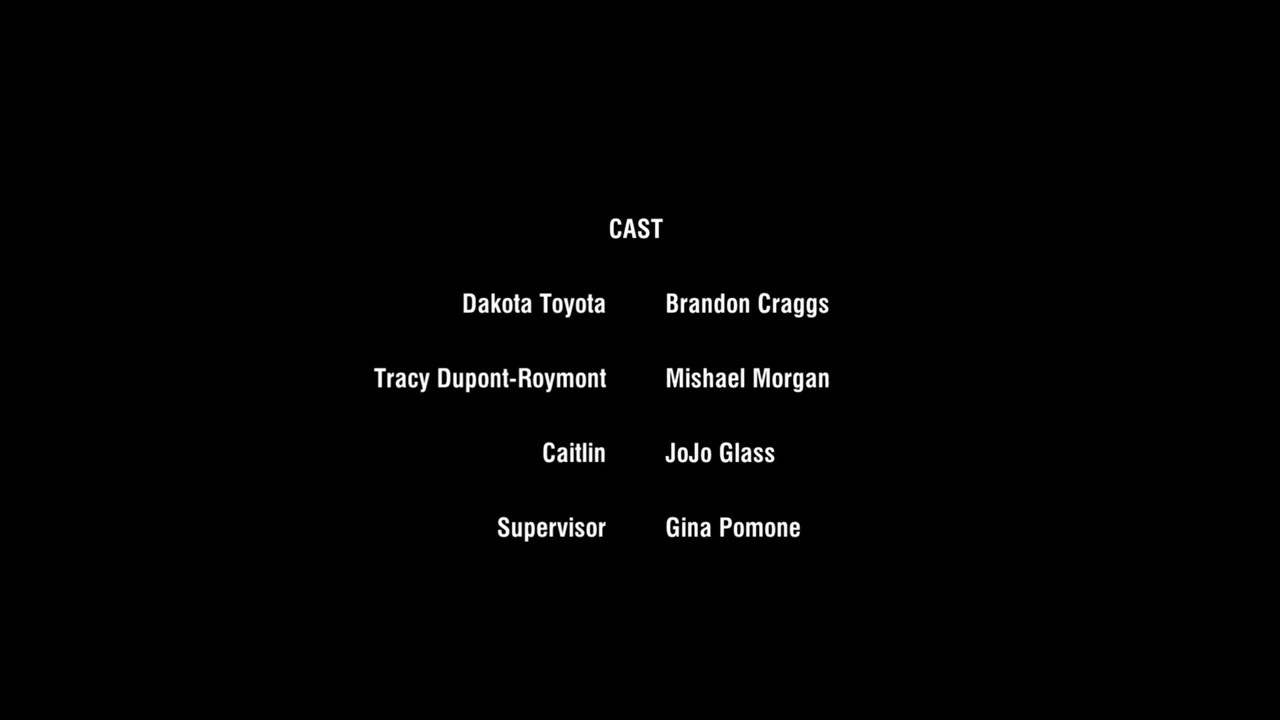 CAST
Dakota Toyota Brandon Craggs
Tracy Dupont-Roymont Mishael Morgan
Caitlin JoJo Glass
Supervisor Gina Pomone